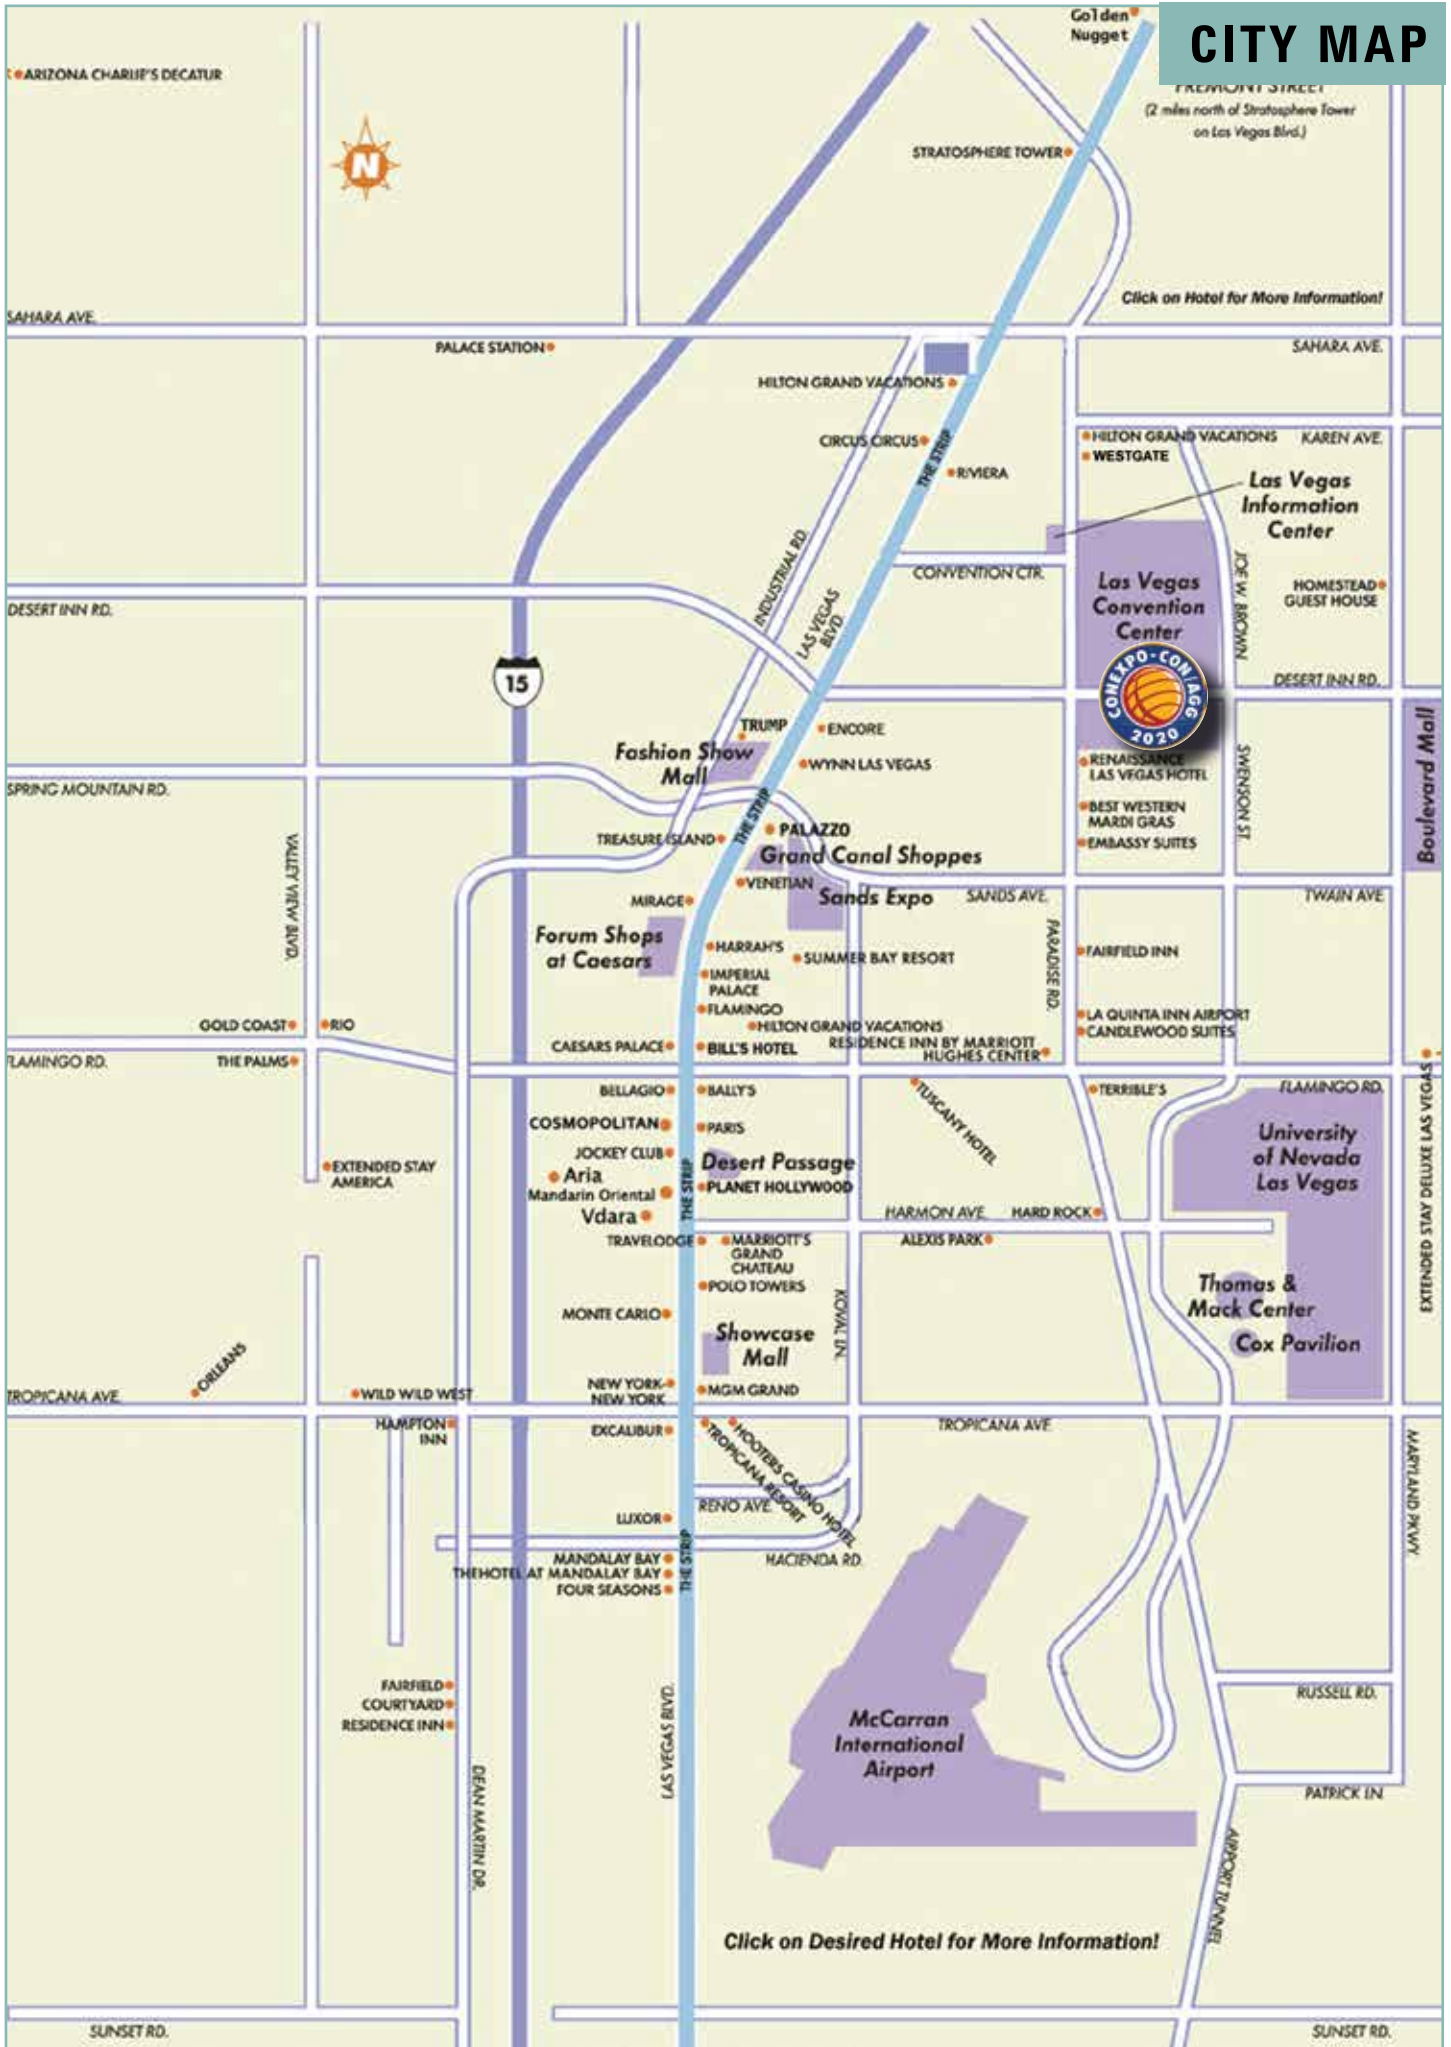 Golden
Nugget
CITY MAP
FREMONT STREET
(2 miles north of Stratosphere Tower
on Las Vegas Blvd.)
ARIZONA CHARLIE'S DECATUR
N
STRATOSPHERE TOWER
Click on Hotel for More Information!
SAHARA AVE.
PALACE STATION
SAHARA AVE.
HILTON GRAND VACATIONS
CIRCUS CIRCUS
THE STRIP
RIVIERA
HILTON GRAND VACATIONS
KAREN AVE.
WESTGATE
Las Vegas
Information
Center
INDUSTRIAL RD.
CONVENTION CTR.
JOE W. BROWN
HOMESTEAD
GUEST HOUSE
Las Vegas
Convention
Center
DESERT INN RD.
LAS VEGAS
BLVD.
15
CONEXPO-CON/AGG
2020
DESERT INN RD.
TRUMP
ENCORE
Fashion Show
Mall
WYNN LAS VEGAS
RENAISSANCE
LAS VEGAS HOTEL
SWENSON ST.
Boulevard Mall
SPRING MOUNTAIN RD.
THE STRIP
BEST WESTERN
MARDI GRAS
EMBASSY SUITES
TREASURE ISLAND
PALAZZO
Grand Canal Shoppes
VALLEY VIEW BLVD.
VENETIAN
Sands Expo
SANDS AVE.
TWAIN AVE
MIRAGE
Forum Shops
at Caesars
HARRAH'S
SUMMER BAY RESORT
PARADISE RD.
FAIRFIELD INN
IMPERIAL
PALACE
FLAMINGO
GOLD COAST
RIO
HILTON GRAND VACATIONS
LA QUINTA INN AIRPORT
CANDLEWOOD SUITES
CAESARS PALACE
BILL'S HOTEL
RESIDENCE INN BY MARRIOTT
HUGHES CENTER
FLAMINGO RD.
THE PALMS
BELLAGIO
BALLY'S
TUSCANY HOTEL
TERRIBLE'S
FLAMINGO RD.
EXTENDED STAY DELUXE LAS VEGAS
COSMOPOLITAN
PARIS
University
of Nevada
Las Vegas
JOCKEY CLUB
THE STRIP
Desert Passage
EXTENDED STAY
AMERICA
Aria
Mandarin Oriental
PLANET HOLLYWOOD
Vdara
HARMON AVE.
HARD ROCK
TRAVELODGE
MARRIOTT'S
GRAND
CHATEAU
ALEXIS PARK
POLO TOWERS
Thomas &
Mack Center
MONTE CARLO
KOVAL LN.
Showcase
Mall
Cox Pavilion
ORLEANS
NEW YORK-
NEW YORK
MGM GRAND
TROPICANA AVE.
WILD WILD WEST
HAMPTON
INN
EXCALIBUR
TROPICANA RESORT
HOOTERS CASINO HOTEL
TROPICANA AVE.
MARYLAND PKWY
RENO AVE.
LUXOR
THE STRIP
HACIENDA RD.
MANDALAY BAY
THEHOTEL AT MANDALAY BAY
FOUR SEASONS
FAIRFIELD
COURTYARD
RESIDENCE INN
LAS VEGAS BLVD.
RUSSELL RD.
McCarran
International
Airport
DEAN MARTIN DR.
PATRICK LN
AIRPORT TUNNEL
Click on Desired Hotel for More Information!
SUNSET RD.
SUNSET RD.